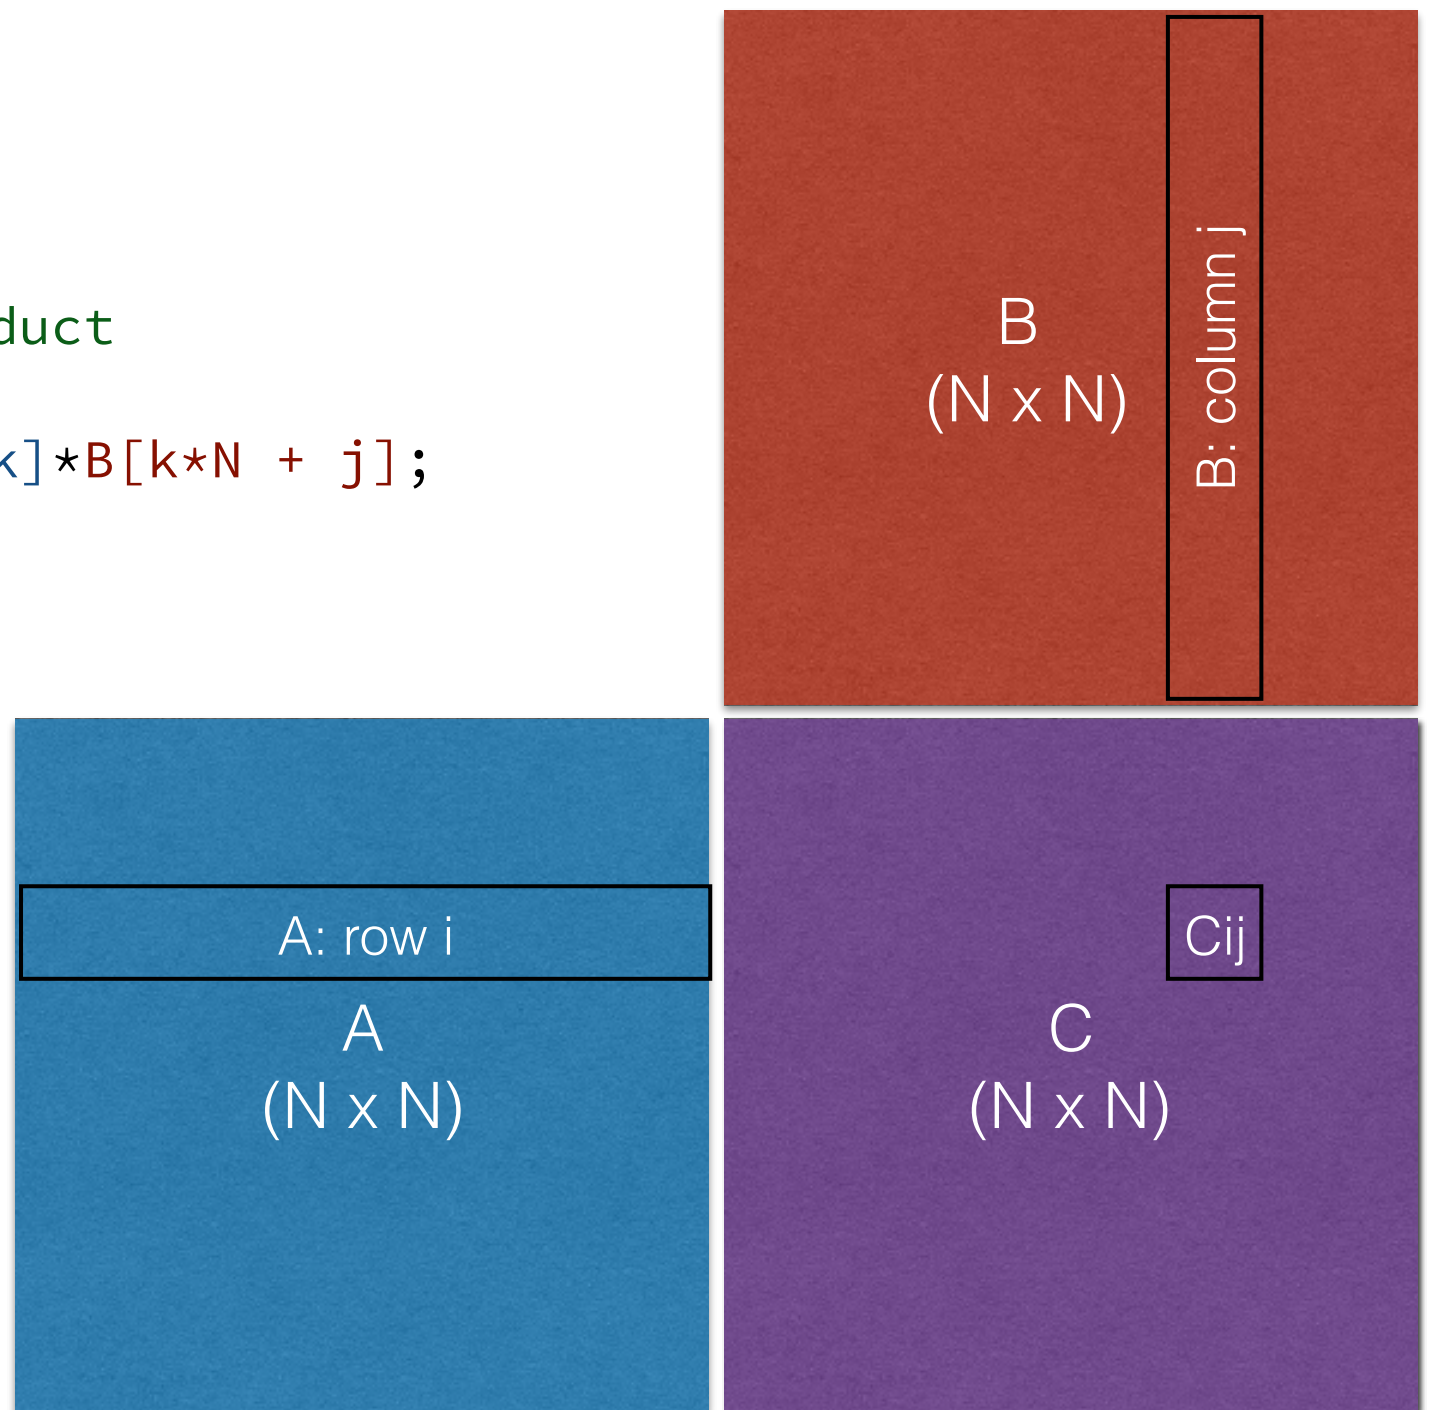 duct
k]*B[k*N + j];
B
(N x N)
B: column j
A: row i
A
(N x N)
Cij
C
(N x N)